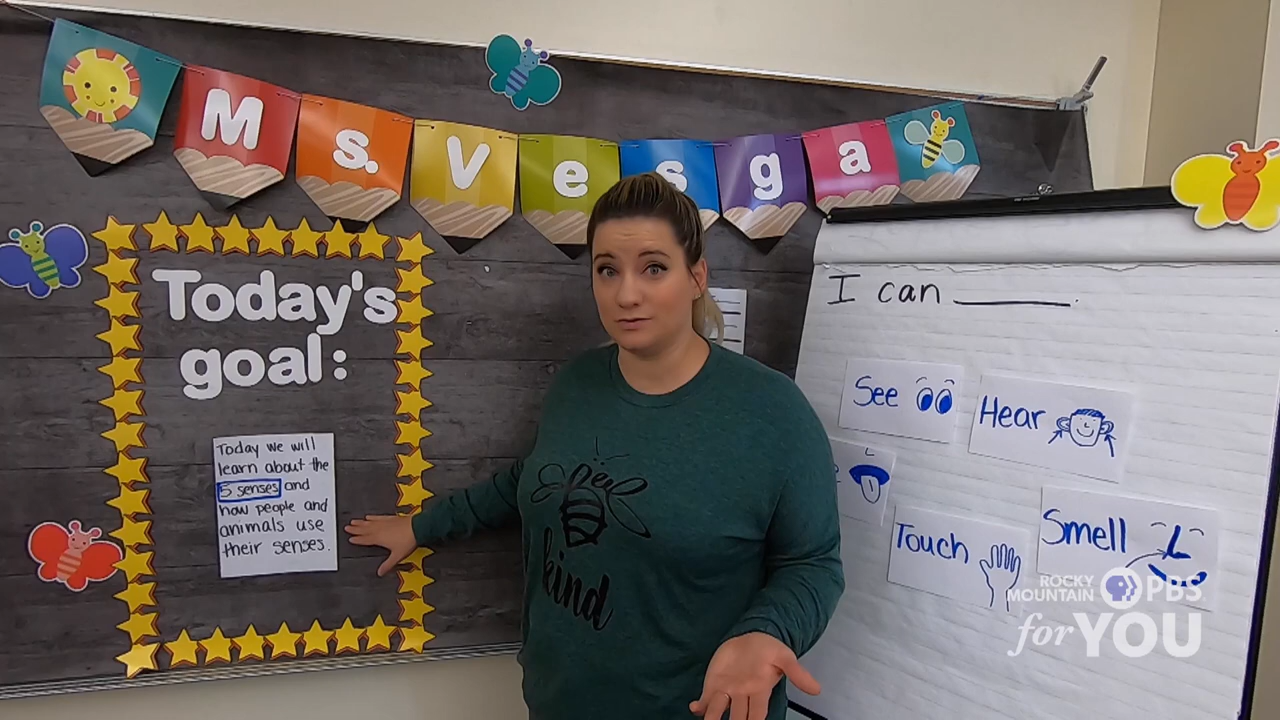 Ms. Vesga
Today's
goal:
Today we will
learn about the
5 senses and
how people and
animals use
their senses.
I can ______.
See
Hear
Touch
Smell
Bee
kind
ROCKY
MOUNTAIN PBS
for YOU